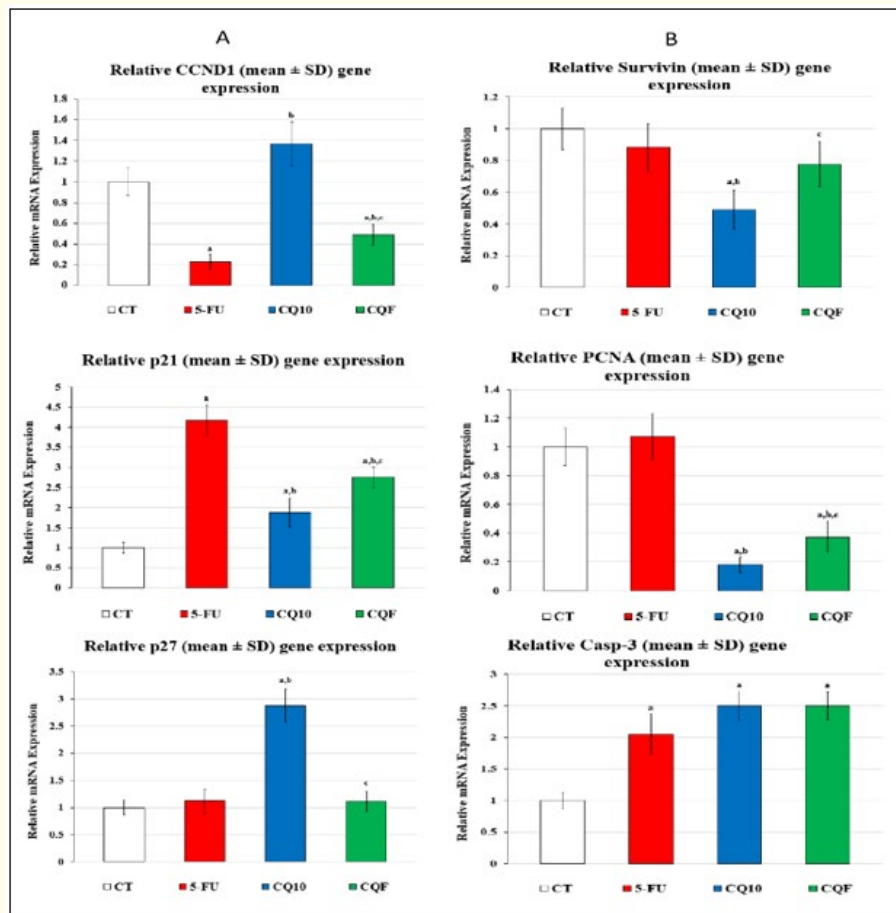 A
Relative CCND1 (mean ± SD) gene
expression
Relative mRNA Expression
1.8
1.6
1.4
1.2
1
0.8
0.6
0.4
0.2
0
a
b
a,b,c
CT 5-FU CQ10 CQF
Relative p21 (mean ± SD) gene expression
Relative mRNA Expression
5
4.5
4
3.5
3
2.5
2
1.5
1
0.5
0
a
a,b
a,b,c
CT 5-FU CQ10 CQF
Relative p27 (mean ± SD) gene expression
Relative mRNA Expression
3.5
3
2.5
2
1.5
1
0.5
0
a,b
c
CT 5-FU CQ10 CQF
B
Relative Survivin (mean ± SD) gene
expression
Relative mRNA Expression
1.2
1
0.8
0.6
0.4
0.2
0
a,b
c
CT 5-FU CQ10 CQF
Relative PCNA (mean ± SD) gene
expression
Relative mRNA Expression
1.4
1.2
1
0.8
0.6
0.4
0.2
0
a,b
a,b,c
CT 5-FU CQ10 CQF
Relative Casp-3 (mean ± SD) gene
expression
Relative mRNA Expression
3
2.5
2
1.5
1
0.5
0
a
a
a
CT 5-FU CQ10 CQF